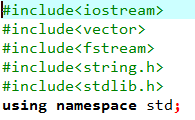 #include<iostream>
#include<vector>
#include<fstream>
#include<string.h>
#include<stdlib.h>
using namespace std;